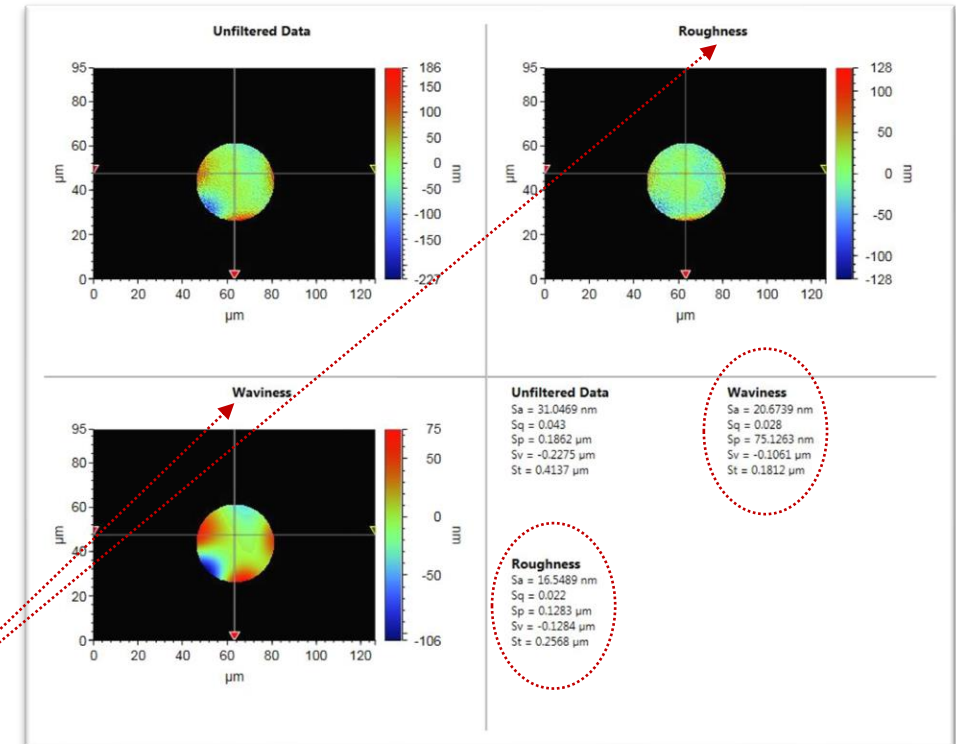 Unfiltered Data
95
80
60
40
20
0
µm
0 20 40 60 80 100 120
µm
186
150
100
50
0
-50
-100
-150
-227
nm
Roughness
95
80
60
40
20
0
µm
0 20 40 60 80 100 120
µm
128
100
50
0
-50
-100
-128
nm
Waviness
95
80
60
40
20
0
µm
0 20 40 60 80 100 120
µm
75
50
0
-50
-106
nm
Unfiltered Data
Sa = 31.0469 nm
Sq = 0.043
Sp = 0.1862 µm
Sv = -0.2275 µm
St = 0.4137 µm
Waviness
Sa = 20.6739 nm
Sq = 0.028
Sp = 75.1263 nm
Sv = -0.1061 µm
St = 0.1812 µm
Roughness
Sa = 16.5489 nm
Sq = 0.022
Sp = 0.1283 µm
Sv = -0.1284 µm
St = 0.2568 µm